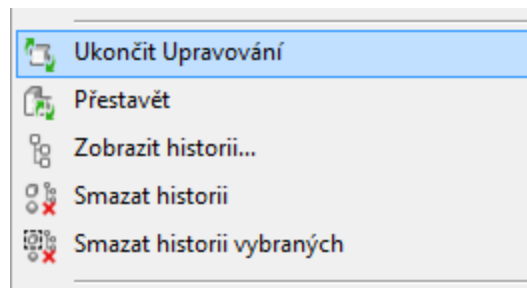 Ukončit Upravování
Přestavět
Zobrazit historii...
Smazat historii
Smazat historii vybraných